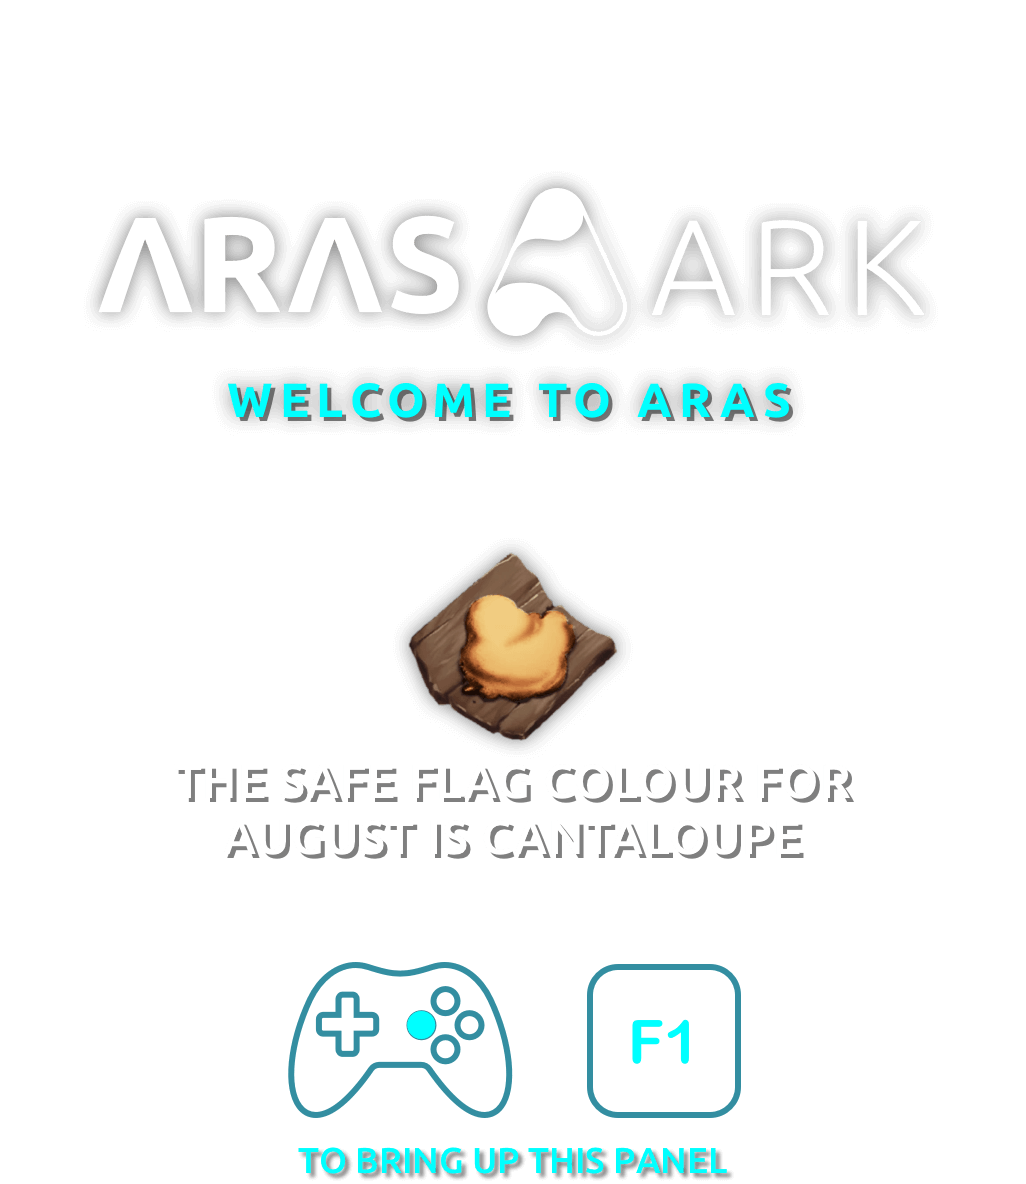 ARAS ARK
WELCOME TO ARAS
THE SAFE FLAG COLOUR FOR
AUGUST IS CANTALOUPE
F1
TO BRING UP THIS PANEL